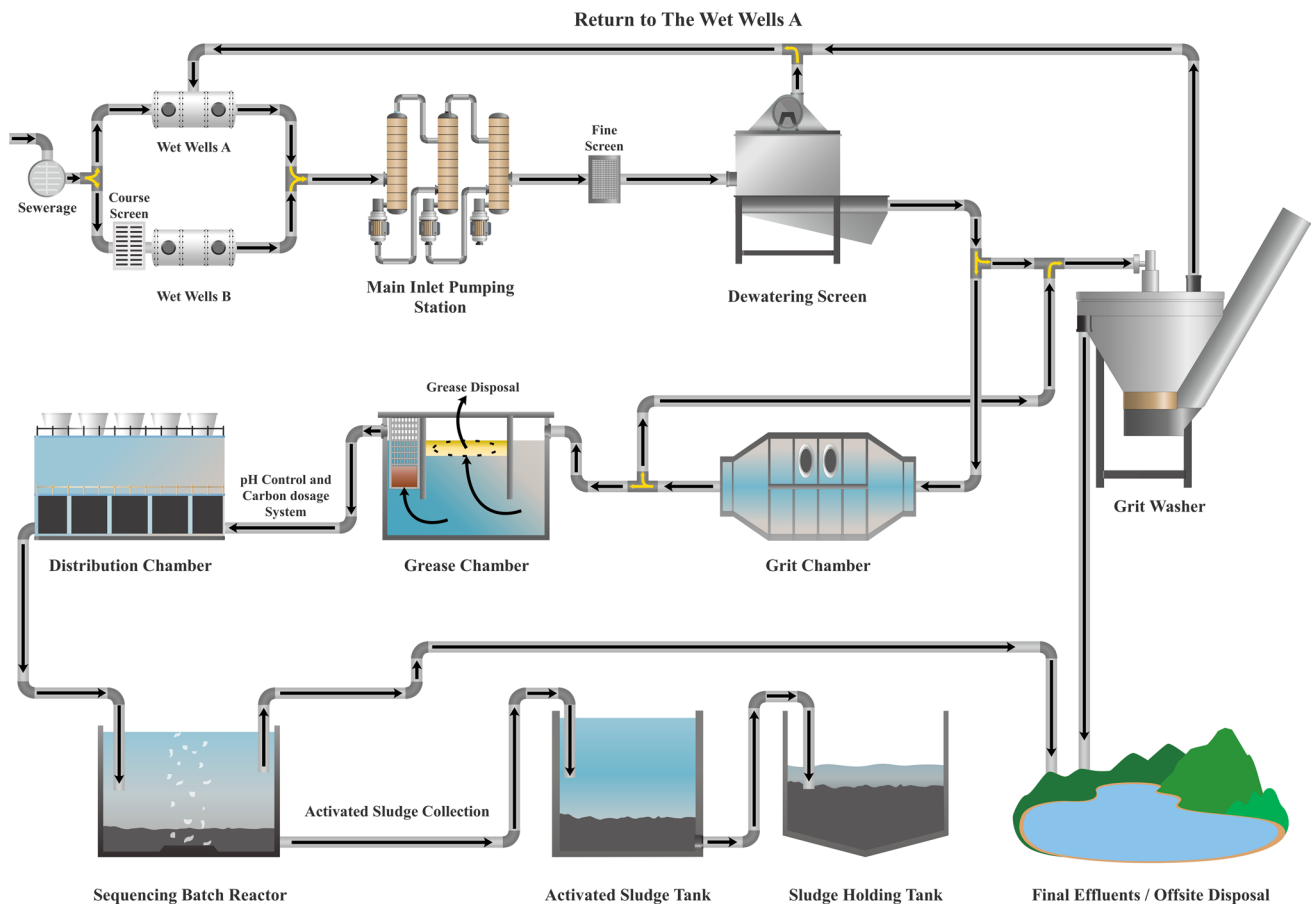 Return to The Wet Wells A
Wet Wells A
Sewerage
Course
Screen
Wet Wells B
Main Inlet Pumping
Station
Fine
Screen
Dewatering Screen
Grit Washer
Grease Disposal
pH Control and
Carbon dosage
System
Distribution Chamber
Grease Chamber
Grit Chamber
Activated Sludge Collection
Sequencing Batch Reactor
Activated Sludge Tank
Sludge Holding Tank
Final Effluents / Offsite Disposal